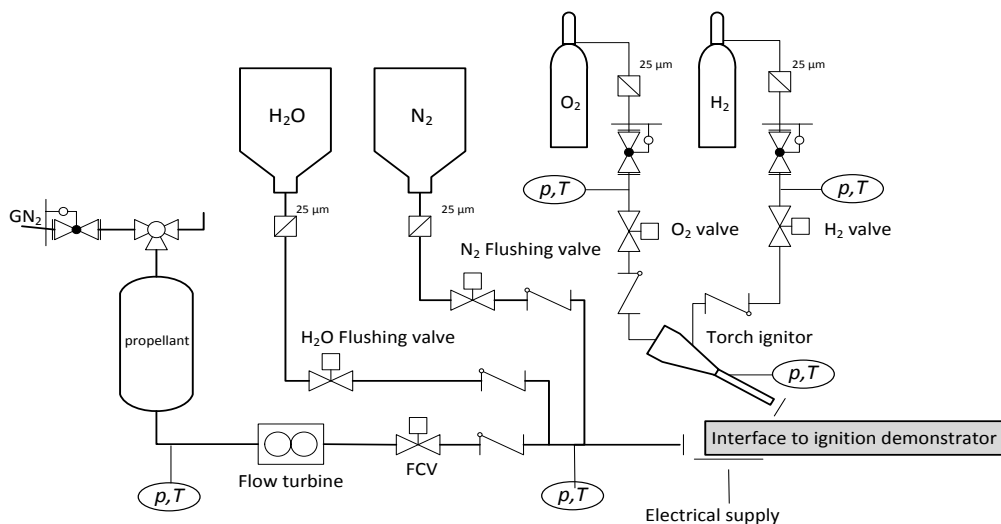 25 µm
25 µm
O₂
H₂
H₂O
N₂
p,T
p,T
25 µm
25 µm
GN₂
O₂ valve
H₂ valve
N₂ Flushing valve
propellant
H₂O Flushing valve
Torch ignitor
p,T
Interface to ignition demonstrator
FCV
Flow turbine
p,T
p,T
Electrical supply